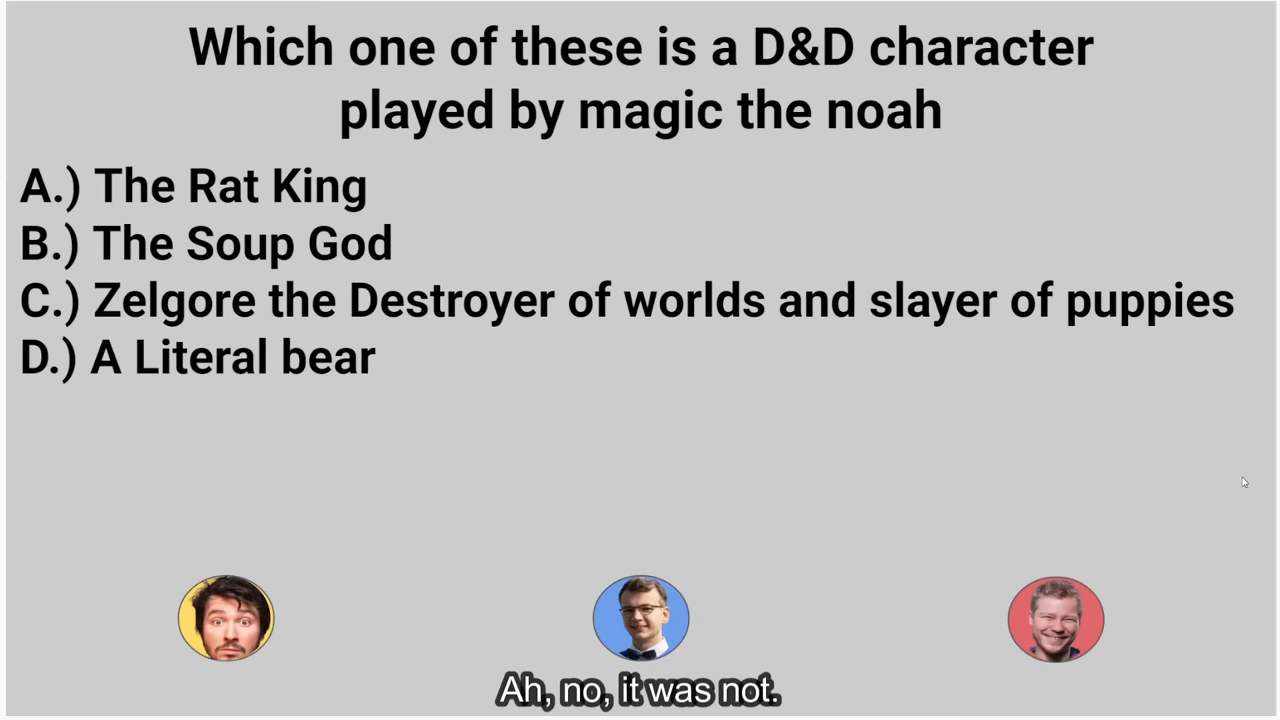 Which one of these is a D&D character
played by magic the noah
A.) The Rat King
B.) The Soup God
C.) Zelgore the Destroyer of worlds and slayer of puppies
D.) A Literal bear
Ah, no, it was not.